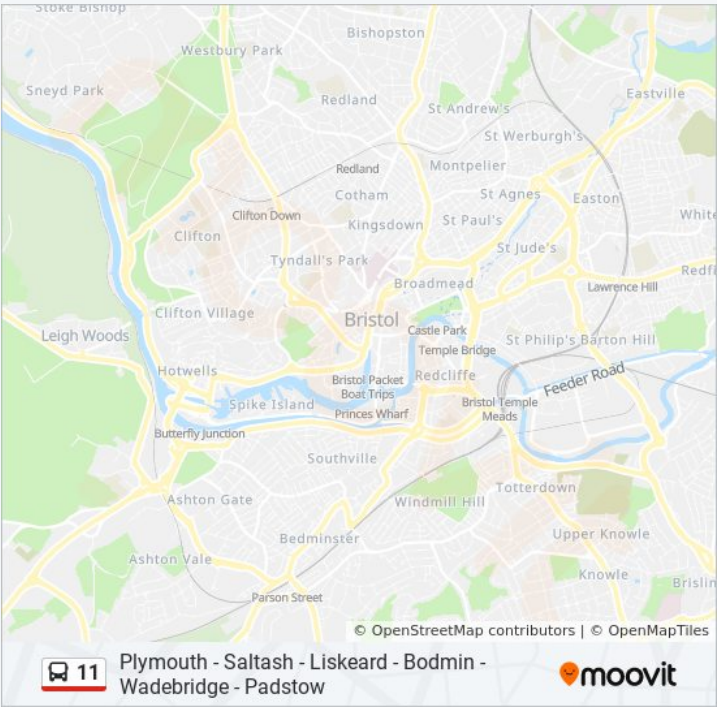 Stoke Bishop
Bishopston
Westbury Park
Sneyd Park
Redland
Eastville
St Andrew's
St Werburgh's
Redland
Montpelier
Cotham
St Agnes
Easton
Clifton Down
Kingsdown
St Paul's
White
Clifton
St Jude's
Tyndall's Park
Redfi
Broadmead
Lawrence Hill
Clifton Village
Bristol
Castle Park
Leigh Woods
St Philip's
Barton Hill
Temple Bridge
Hotwells
Redcliffe
Feeder Road
Bristol Packet
Boat Trips
Spike Island
Bristol Temple
Meads
Princes Wharf
Butterfly Junction
Southville
Totterdown
Ashton Gate
Windmill Hill
Bedminster
Upper Knowle
Ashton Vale
Knowle
Brislin
Parson Street
© OpenStreetMap contributors | © OpenMapTiles
11
Plymouth - Saltash - Liskeard - Bodmin -
Wadebridge - Padstow
moovit